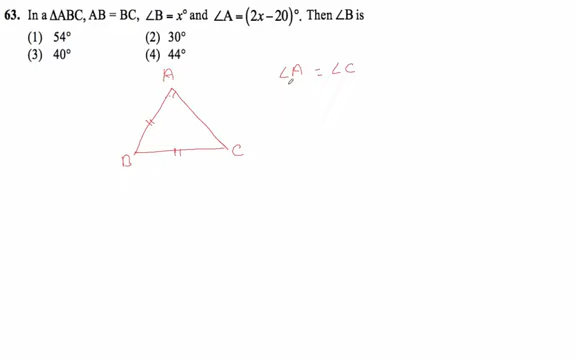 63. In a ΔABC, AB = BC, ∠B = x° and ∠A = (2x – 20)°. Then ∠B is
(1) 54° (2) 30°
(3) 40° (4) 44°
A
∠A = ∠C
B
C